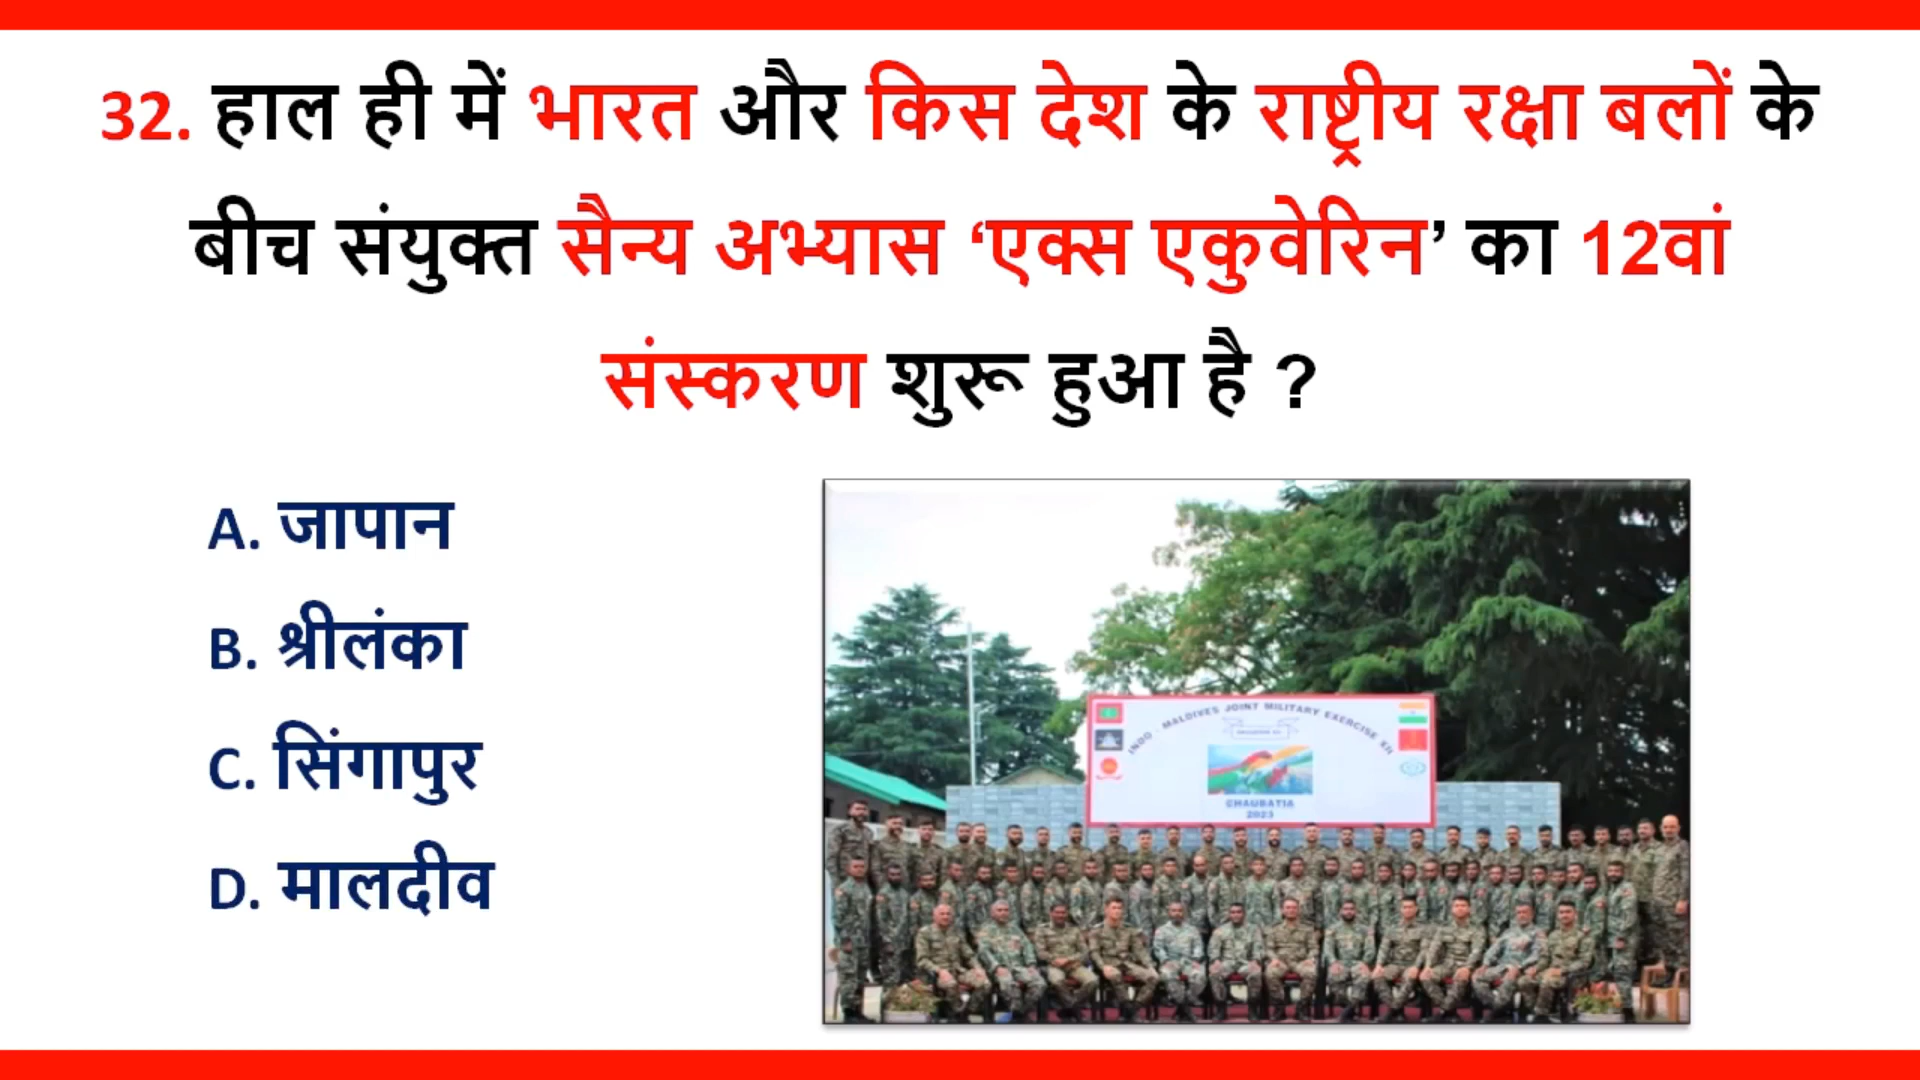 32. हाल ही में भारत और किस देश के राष्ट्रीय रक्षा बलों के
बीच संयुक्त सैन्य अभ्यास ‘एक्स एकुवेरिन’ का 12वां
संस्करण शुरू हुआ है ?
A. जापान
B. श्रीलंका
C. सिंगापुर
D. मालदीव
INDO - MALDIVES JOINT MILITARY EXERCISE XII
CHAUBATIA
2023